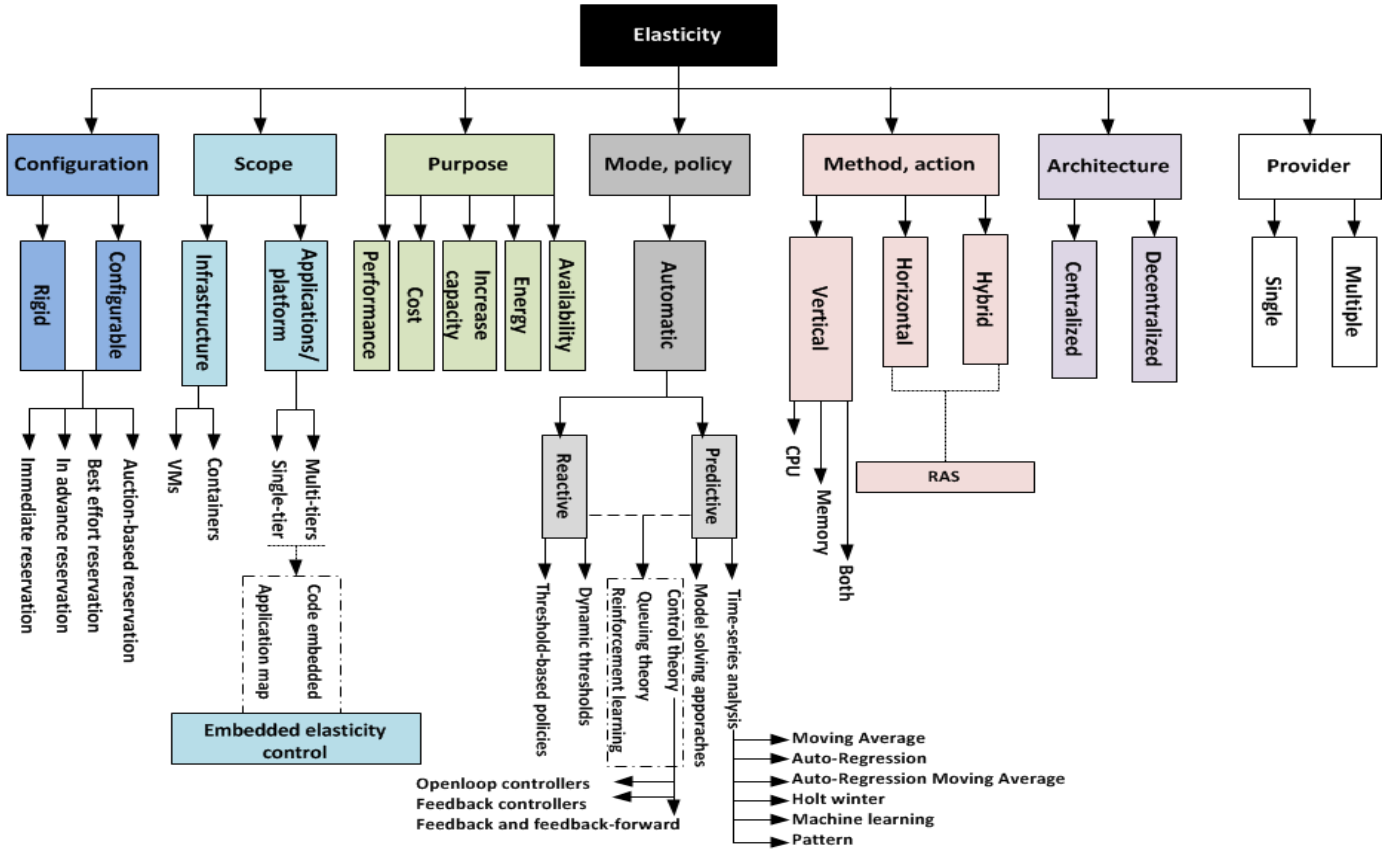 Elasticity
Configuration
Scope
Purpose
Mode, policy
Method, action
Architecture
Provider
Rigid
Configurable
Infrastructure
Applications/
platform
Performance
Cost
Increase
capacity
Energy
Availability
Automatic
Vertical
Horizontal
Hybrid
Centralized
Decentralized
Single
Multiple
Immediate reservation
In advance reservation
Best effort reservation
Auction-based reservation
VMs
Containers
Single-tier
Multi-tiers
Reactive
Predictive
CPU
Memory
Both
RAS
Application map
Code embedded
Embedded elasticity
control
Threshold-based policies
Dynamic thresholds
Reinforcement learning
Queuing theory
Control theory
Model solving apporaches
Time-series analysis
Openloop controllers
Feedback controllers
Feedback and feedback-forward
Moving Average
Auto-Regression
Auto-Regression Moving Average
Holt winter
Machine learning
Pattern